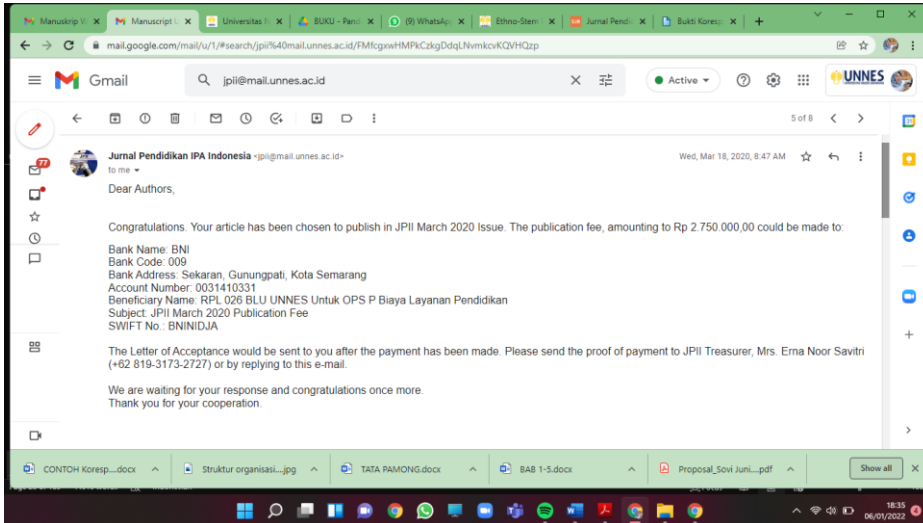 Manuskrip W
Manuscript L
Universitas N
BUKU - Pand
(9) WhatsApp
Ethno-Stem
Jurnal Pendi
Bukti Koresp
mail.google.com/mail/u/1/#search/jpii%40mail.unnes.ac.id/FMfcgxwHMPkCzkgDdqLNvmkcvKQVHQzp
Gmail
jpii@mail.unnes.ac.id
Active
UNNES
5 of 8
77
Jurnal Pendidikan IPA Indonesia <jpii@mail.unnes.ac.id>
Wed, Mar 18, 2020, 8:47 AM
to me
Dear Authors,
Congratulations. Your article has been chosen to publish in JPII March 2020 Issue. The publication fee, amounting to Rp 2.750.000,00 could be made to:
Bank Name: BNI
Bank Code: 009
Bank Address: Sekaran, Gunungpati, Kota Semarang
Account Number: 0031410331
Beneficiary Name: RPL 026 BLU UNNES Untuk OPS P Biaya Layanan Pendidikan
Subject: JPII March 2020 Publication Fee
SWIFT No.: BNINIDJA
The Letter of Acceptance would be sent to you after the payment has been made. Please send the proof of payment to JPII Treasurer, Mrs. Erna Noor Savitri
(+62 819-3173-2727) or by replying to this e-mail.
We are waiting for your response and congratulations once more.
Thank you for your cooperation.
CONTOH Koresp....docx
Struktur organisasi....jpg
TATA PAMONG.docx
BAB 1-5.docx
Proposal_Sovi Juni....pdf
Show all
18:35
06/01/2022